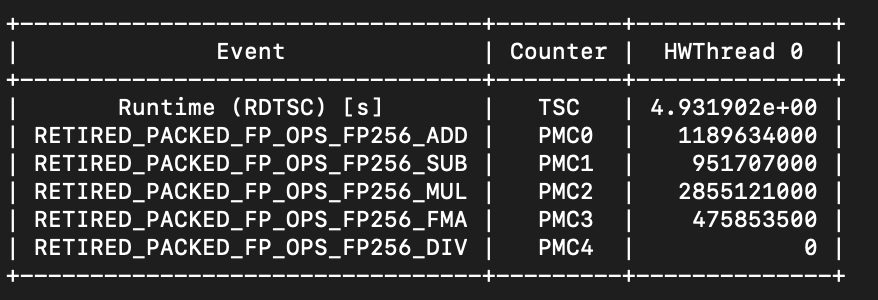 +----------------------------------+---------+--------------+
|               Event              | Counter |  HWThread 0  |
+----------------------------------+---------+--------------+
|        Runtime (RDTSC) [s]       |   TSC   | 4.931902e+00 |
| RETIRED_PACKED_FP_OPS_FP256_ADD  |   PMC0  |   1189634000 |
| RETIRED_PACKED_FP_OPS_FP256_SUB  |   PMC1  |    951707000 |
| RETIRED_PACKED_FP_OPS_FP256_MUL  |   PMC2  |   2855121000 |
| RETIRED_PACKED_FP_OPS_FP256_FMA  |   PMC3  |    475853500 |
| RETIRED_PACKED_FP_OPS_FP256_DIV  |   PMC4  |            0 |
+----------------------------------+---------+--------------+